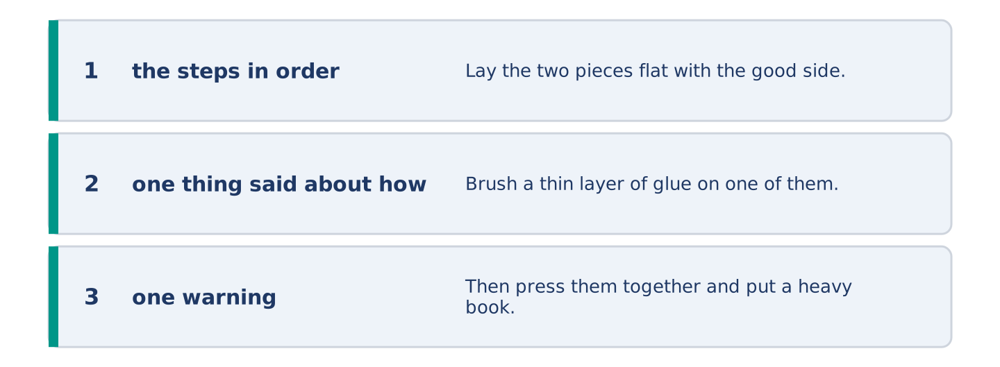 1 the steps in order Lay the two pieces flat with the good side.
2 one thing said about how Brush a thin layer of glue on one of them.
3 one warning Then press them together and put a heavy
book.